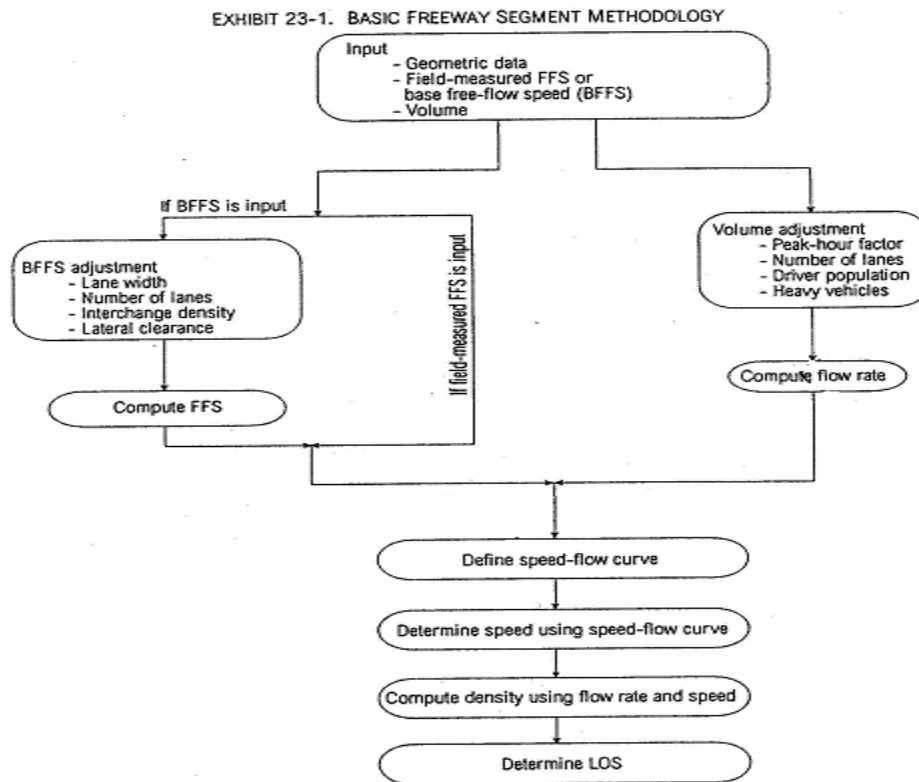 EXHIBIT 23-1. BASIC FREEWAY SEGMENT METHODOLOGY
Input
- Geometric data
- Field-measured FFS or
base free-flow speed (BFFS)
- Volume
If BFFS is input
If field-measured FFS is input
BFFS adjustment
- Lane width
- Number of lanes
- Interchange density
- Lateral clearance
Compute FFS
Volume adjustment
- Peak-hour factor
- Number of lanes
- Driver population
- Heavy vehicles
Compute flow rate
Define speed-flow curve
Determine speed using speed-flow curve
Compute density using flow rate and speed
Determine LOS